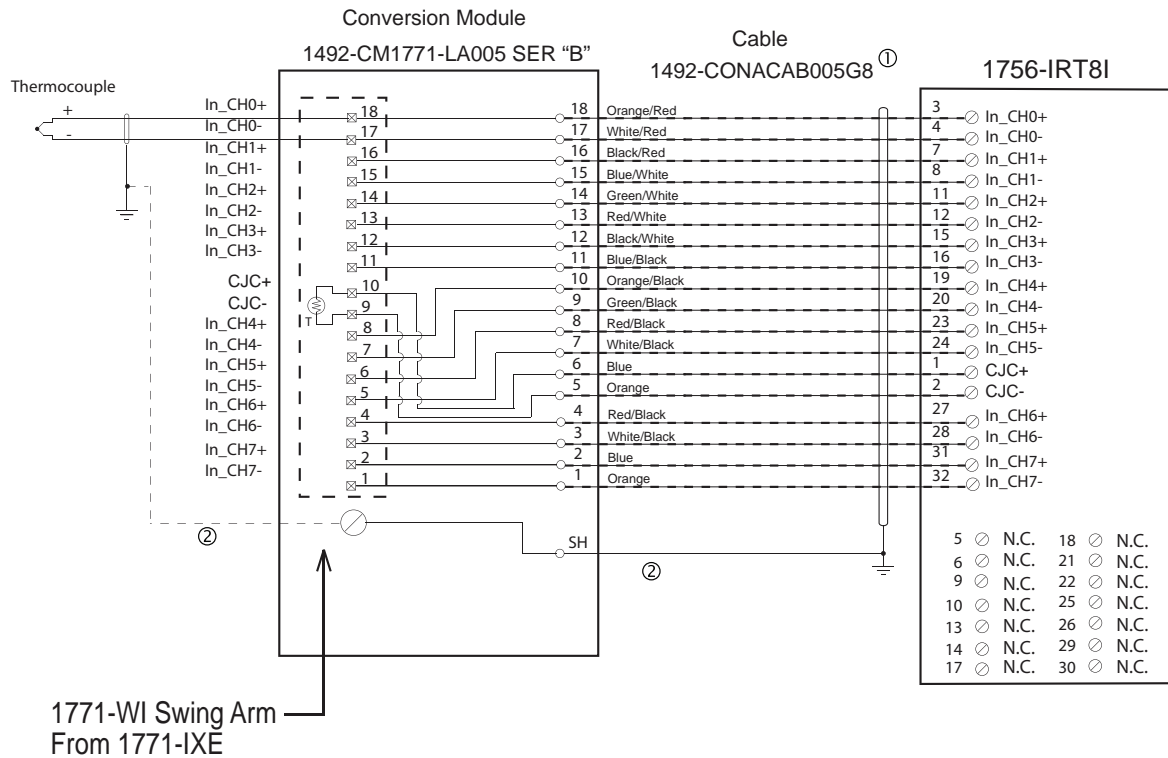 Conversion Module
1492-CM1771-LA005 SER “B”
Cable
1492-CONACAB005G8 ①
1756-IRT8I
Thermocouple
+
-
In_CH0+ 18 18 Orange/Red 3 In_CH0+
In_CH0- 17 17 White/Red 4 In_CH0-
In_CH1+ 16 16 Black/Red 7 In_CH1+
In_CH1- 15 15 Blue/White 8 In_CH1-
In_CH2+ 14 14 Green/White 11 In_CH2+
In_CH2- 13 13 Red/White 12 In_CH2-
In_CH3+ 12 12 Black/White 15 In_CH3+
In_CH3- 11 11 Blue/Black 16 In_CH3-
CJC+ 10 10 Orange/Black 19 In_CH4+
CJC- 9 9 Green/Black 20 In_CH4-
T
In_CH4+ 8 8 Red/Black 23 In_CH5+
In_CH4- 7 7 White/Black 24 In_CH5-
In_CH5+ 6 6 Blue 1 CJC+
In_CH5- 5 5 Orange 2 CJC-
In_CH6+ 4 4 Red/Black 27 In_CH6+
In_CH6- 3 3 White/Black 28 In_CH6-
In_CH7+ 2 2 Blue 31 In_CH7+
In_CH7- 1 1 Orange 32 In_CH7-
②
SH
②
5 N.C. 18 N.C.
6 N.C. 21 N.C.
9 N.C. 22 N.C.
10 N.C. 25 N.C.
13 N.C. 26 N.C.
14 N.C. 29 N.C.
17 N.C. 30 N.C.
1771-WI Swing Arm
From 1771-IXE